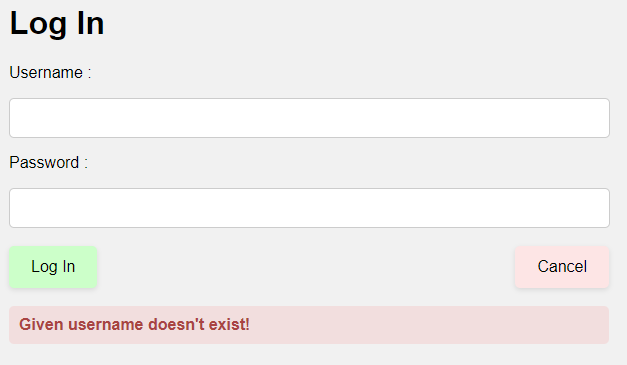 Log In
Username :
Password :
Log In
Cancel
Given username doesn't exist!